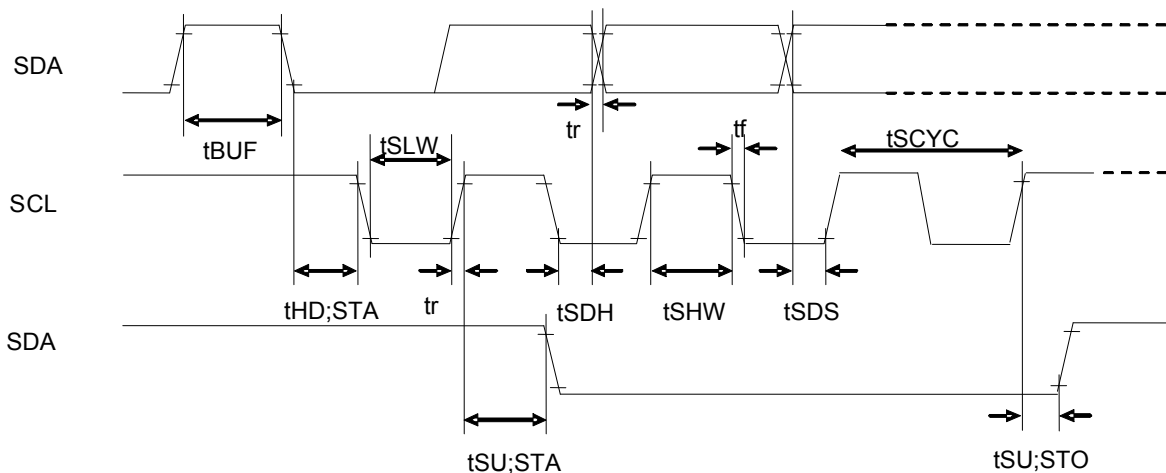 SDA
tr
tf
tBUF
tSLW
tSCYC
SCL
tHD;STA
tr
tSDH
tSHW
tSDS
SDA
tSU;STA
tSU;STO